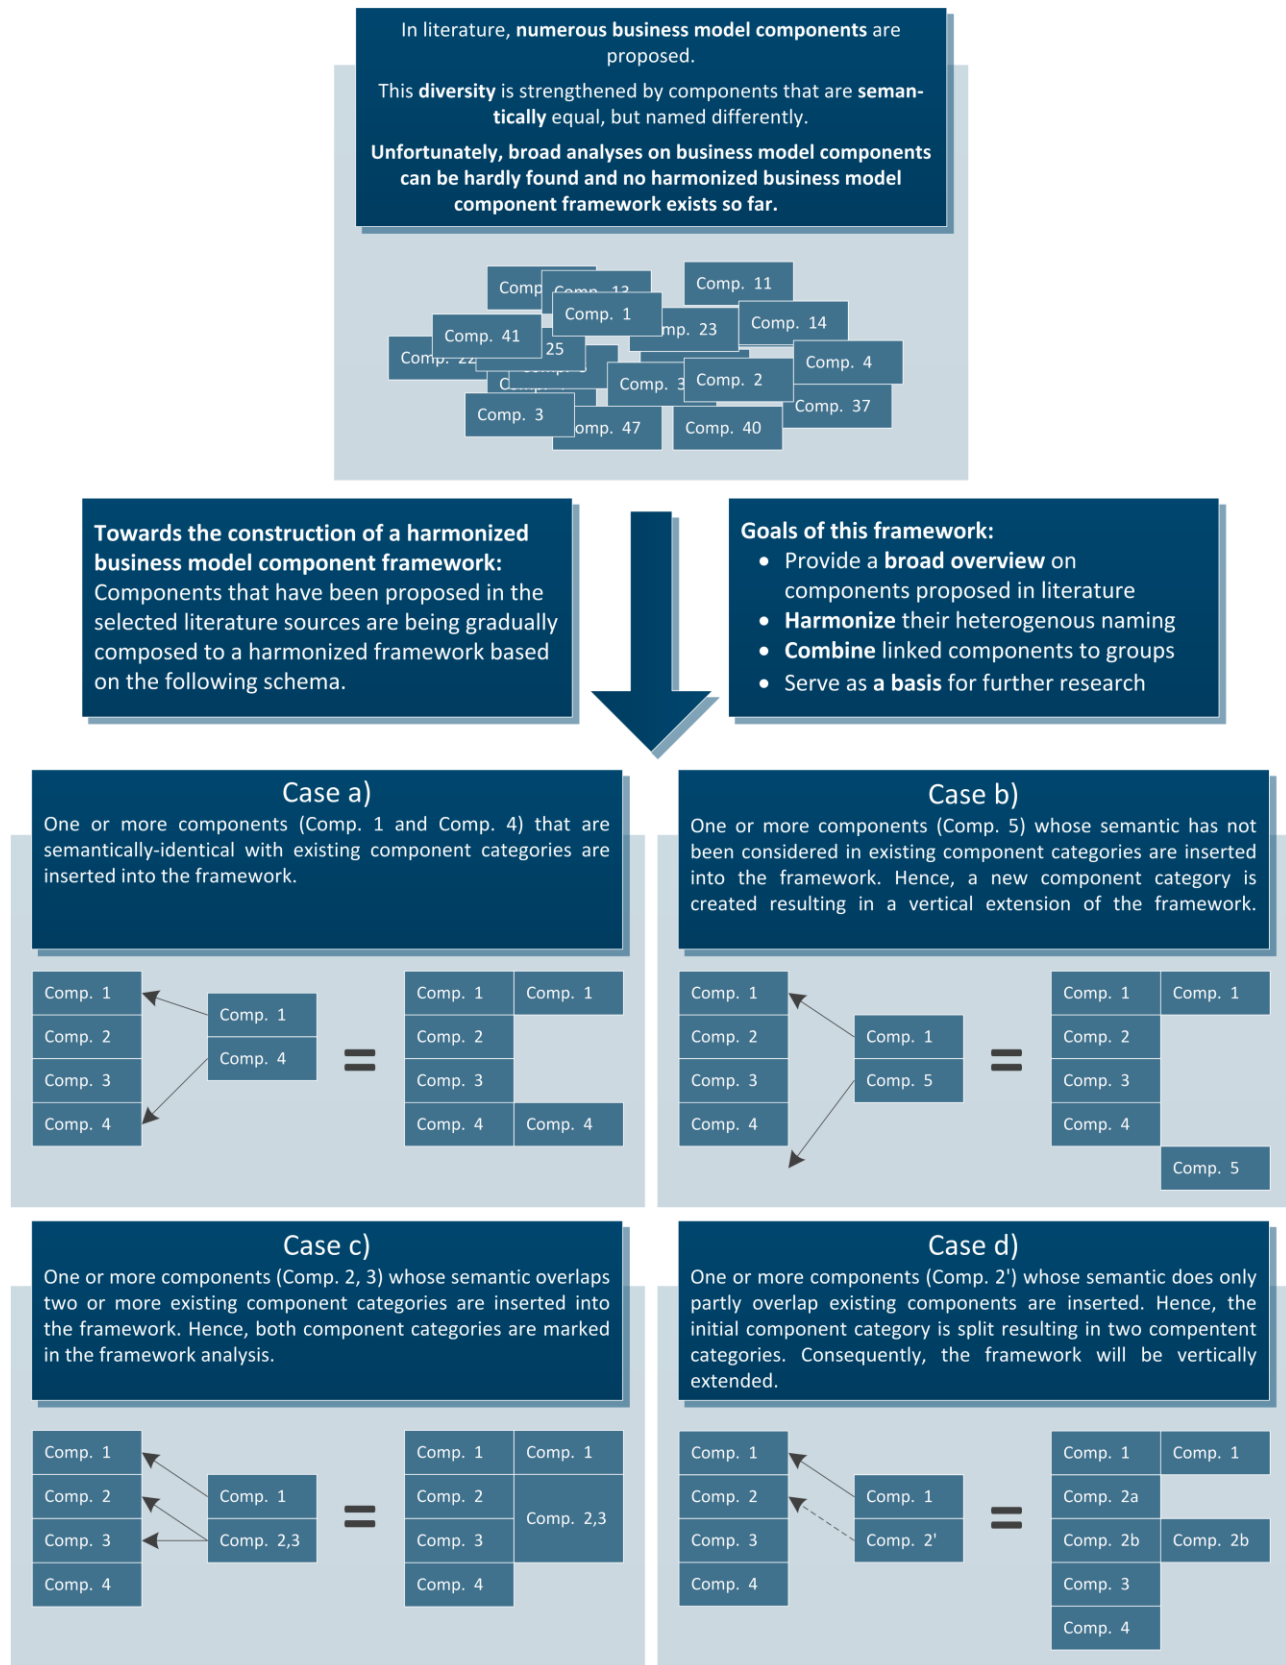 In literature, numerous business model components are
proposed.
This diversity is strengthened by components that are seman-
tically equal, but named differently.
Unfortunately, broad analyses on business model components
can be hardly found and no harmonized business model
component framework exists so far.
Comp. 13
Comp. 11
Comp. 1
Comp. 14
Comp. 41
23
25
Comp. 22
Comp. 4
Comp. 2
Comp. 37
Comp. 3
47
Comp. 40
Towards the construction of a harmonized
business model component framework:
Components that have been proposed in the
selected literature sources are being gradually
composed to a harmonized framework based
on the following schema.
Goals of this framework:
• Provide a broad overview on
components proposed in literature
• Harmonize their heterogenous naming
• Combine linked components to groups
• Serve as a basis for further research
Case a)
One or more components (Comp. 1 and Comp. 4) that are
semantically-identical with existing component categories are
inserted into the framework.
Comp. 1
Comp. 2
Comp. 3
Comp. 4
Comp. 1
Comp. 4
=
Comp. 1 Comp. 1
Comp. 2
Comp. 3
Comp. 4 Comp. 4
Case b)
One or more components (Comp. 5) whose semantic has not
been considered in existing component categories are inserted
into the framework. Hence, a new component category is
created resulting in a vertical extension of the framework.
Comp. 1
Comp. 2
Comp. 3
Comp. 4
Comp. 1
Comp. 5
=
Comp. 1 Comp. 1
Comp. 2
Comp. 3
Comp. 4
Comp. 5
Case c)
One or more components (Comp. 2, 3) whose semantic overlaps
two or more existing component categories are inserted into
the framework. Hence, both component categories are marked
in the framework analysis.
Comp. 1
Comp. 2
Comp. 3
Comp. 4
Comp. 1
Comp. 2,3
=
Comp. 1 Comp. 1
Comp. 2
Comp. 2,3
Comp. 3
Comp. 4
Case d)
One or more components (Comp. 2') whose semantic does only
partly overlap existing components are inserted. Hence, the
initial component category is split resulting in two compentent
categories. Consequently, the framework will be vertically
extended.
Comp. 1
Comp. 2
Comp. 3
Comp. 4
Comp. 1
Comp. 2'
=
Comp. 1 Comp. 1
Comp. 2a
Comp. 2b Comp. 2b
Comp. 3
Comp. 4